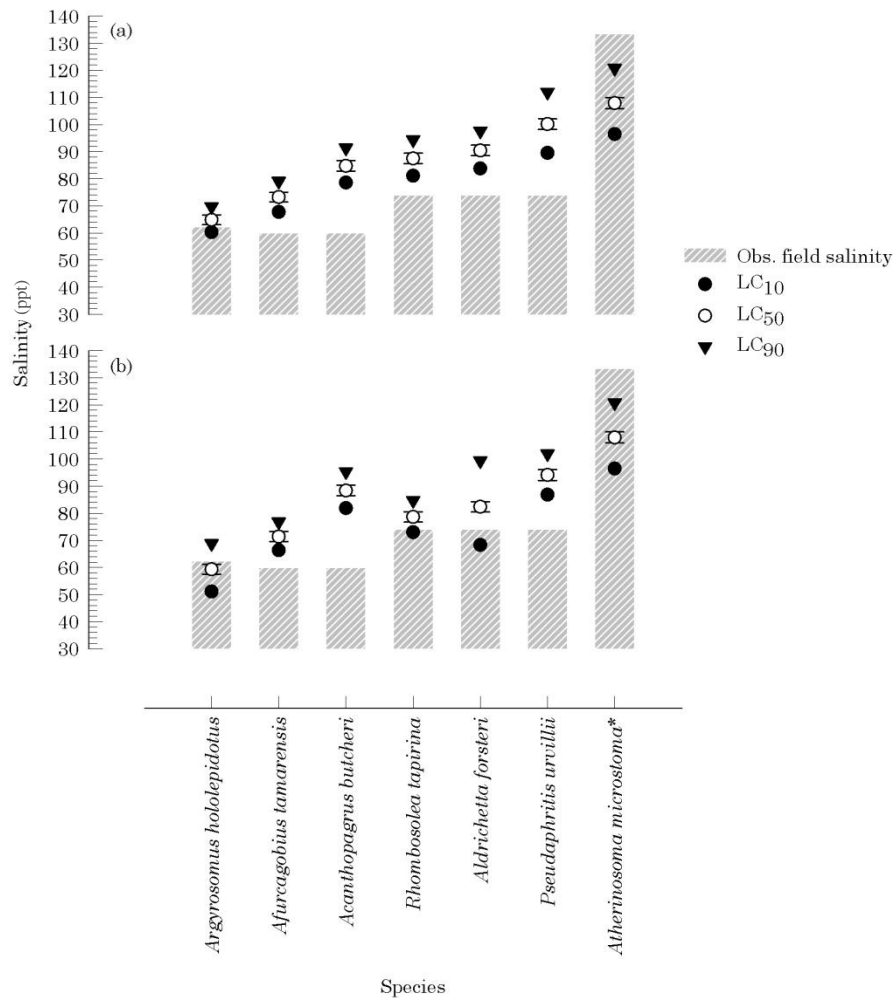 (a)
140
130
120
110
100
90
80
70
60
50
40
30
Salinity (ppt)
(b)
140
130
120
110
100
90
80
70
60
50
40
30
Obs. field salinity
LC10
LC50
LC90
Argyrosomus hololepidotus
Afurcagobius tamarensis
Acanthopagrus butcheri
Rhombosolea tapirina
Aldrichetta forsteri
Pseudaphritis urvillii
Atherinosoma microstoma*
Species